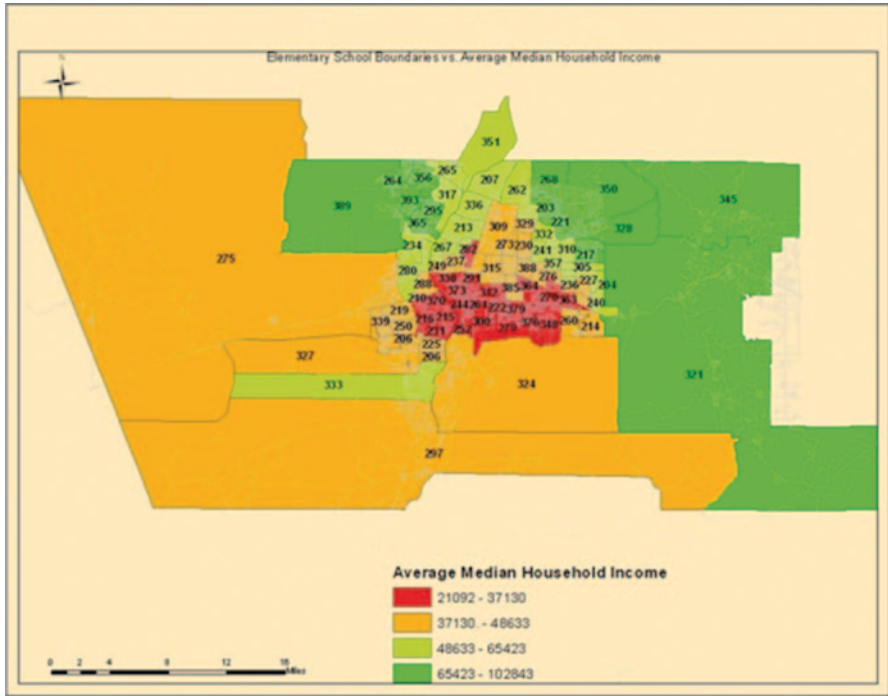 N
Elementary School Boundaries vs. Average Median Household Income
351
264 356 265 207 268 350 345
389 393 317 262
295 336 203
365 213 309 329 221 328
332
234 267 282 273 230 241 310 217
275 249 237 315 388 357 305
280 276 227 204
288 330 291 385 364 236
373 342 270 363 240
210 370 244 222 379
219 216 215
339 250 231 252 300 348 260 214
206 225
206
327
333 324 321
297
Average Median Household Income
21092 - 37130
37130. - 48633
48633 - 65423
65423 - 102843
0 2 4 8 12 16
Miles